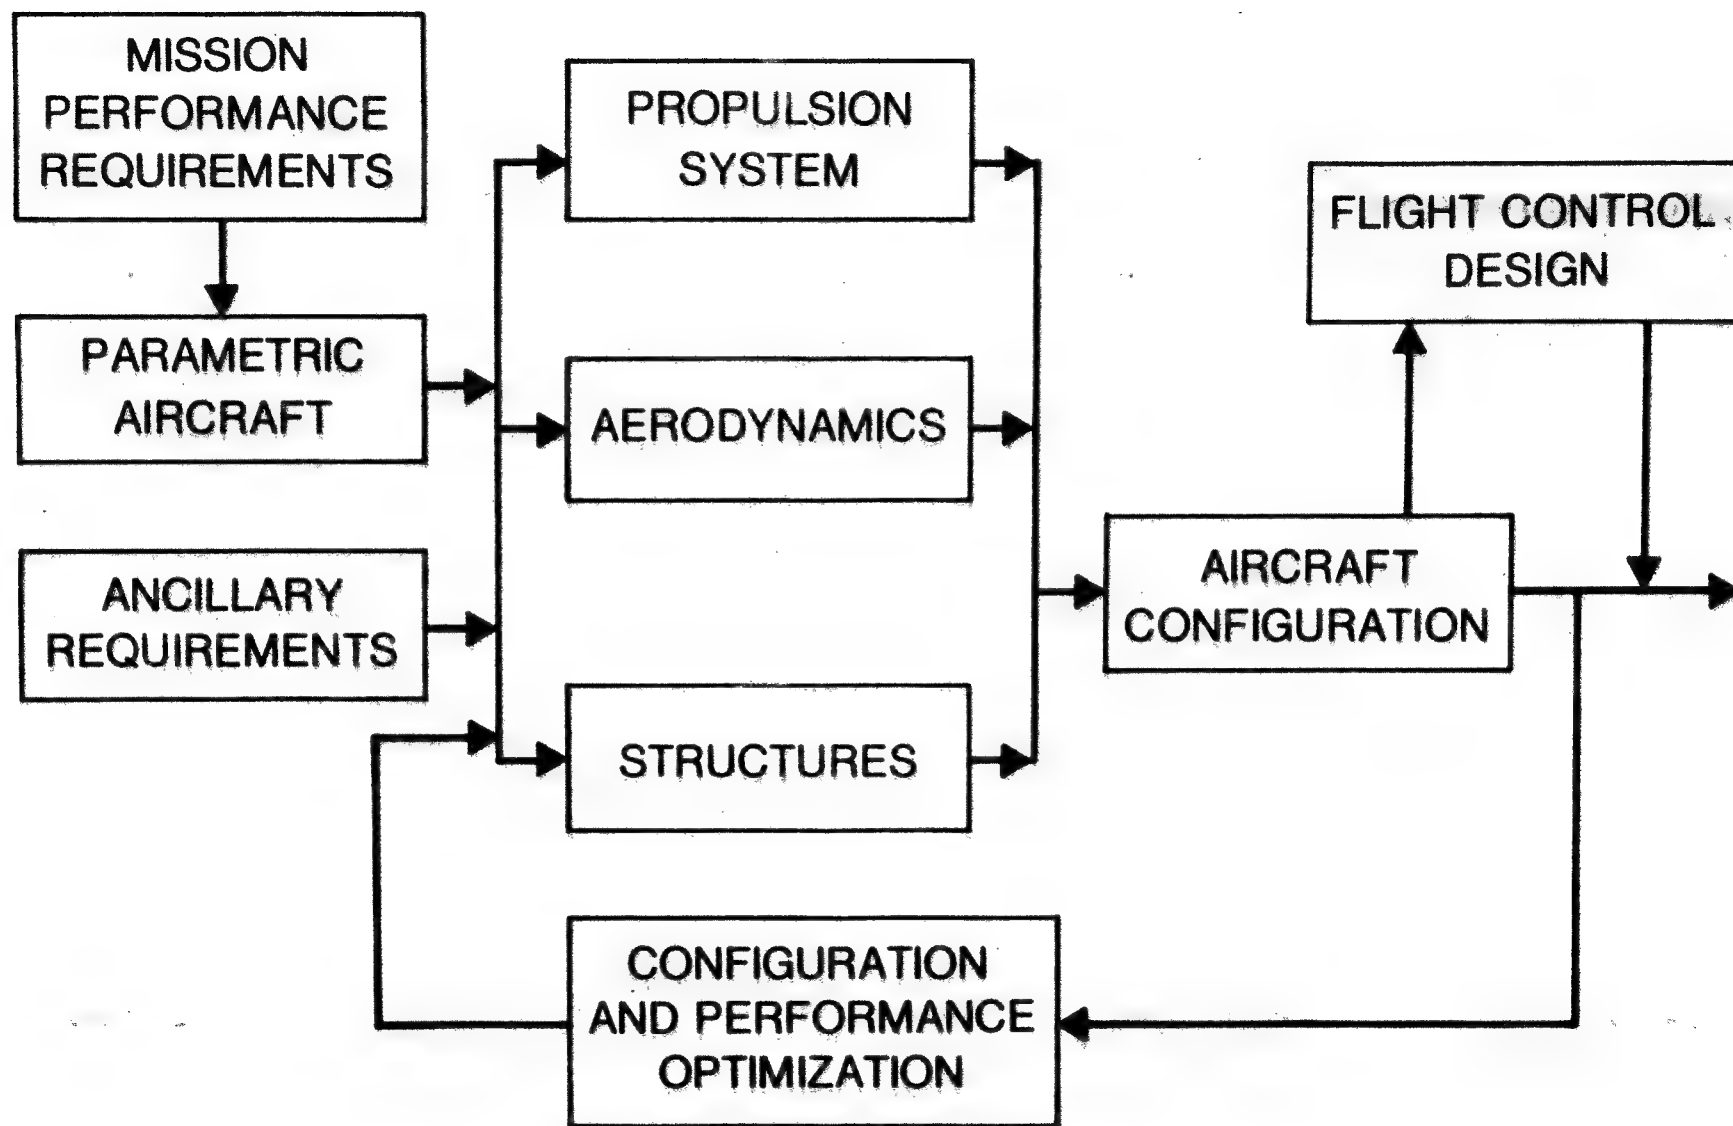 MISSION
PERFORMANCE
REQUIREMENTS
PROPULSION
SYSTEM
FLIGHT CONTROL
DESIGN
PARAMETRIC
AIRCRAFT
AERODYNAMICS
ANCILLARY
REQUIREMENTS
AIRCRAFT
CONFIGURATION
STRUCTURES
CONFIGURATION
AND PERFORMANCE
OPTIMIZATION